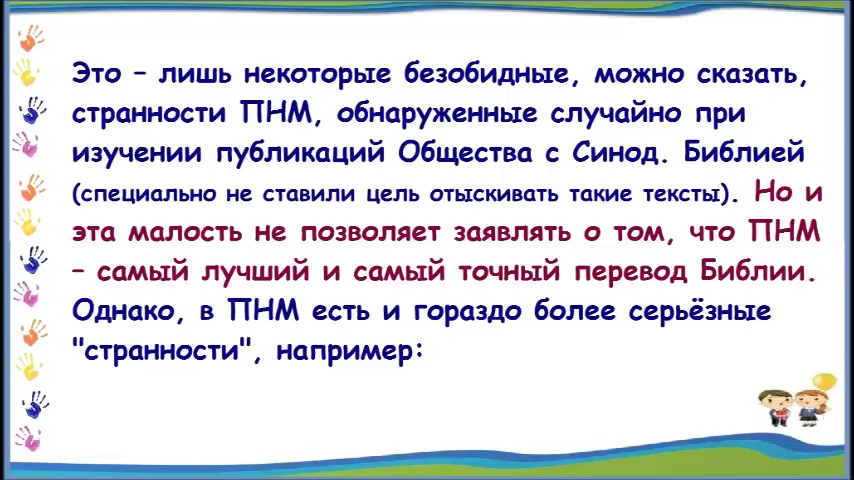 Это – лишь некоторые безобидные, можно сказать,
странности ПНМ, обнаруженные случайно при
изучении публикаций Общества с Синод. Библией
(специально не ставили цель отыскивать такие тексты). Но и
эта малость не позволяет заявлять о том, что ПНМ
– самый лучший и самый точный перевод Библии.
Однако, в ПНМ есть и гораздо более серьёзные
"странности", например: